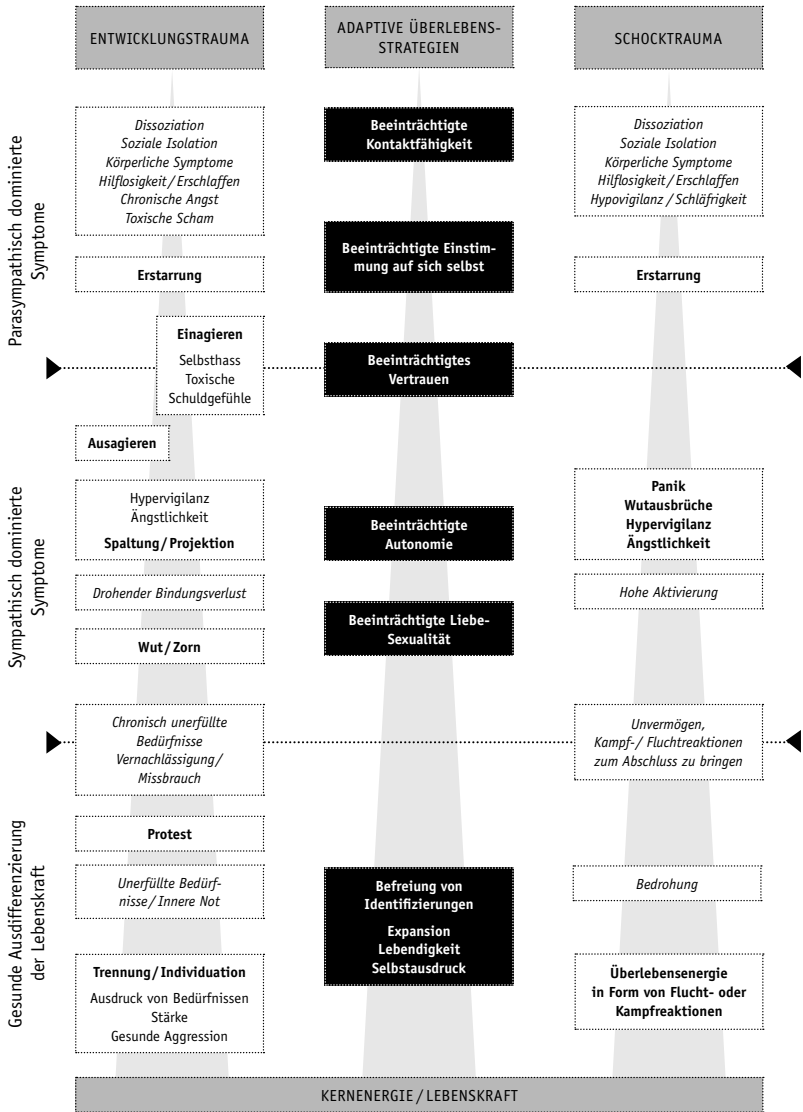 ENTWICKLUNGSTRAUMA
ADAPTIVE ÜBERLEBENS-
STRATEGIEN
SCHOCKTRAUMA
Parasympathisch dominierte
Symptome
Dissoziation
Soziale Isolation
Körperliche Symptome
Hilflosigkeit / Erschlaffen
Chronische Angst
Toxische Scham
Erstarrung
Einagieren
Selbsthass
Toxische
Schuldgefühle
Beeinträchtigte
Kontaktfähigkeit
Beeinträchtigte Einstim-
mung auf sich selbst
Beeinträchtigtes
Vertrauen
Dissoziation
Soziale Isolation
Körperliche Symptome
Hilflosigkeit / Erschlaffen
Hypovigilanz / Schläfrigkeit
Erstarrung
Sympathisch dominierte
Symptome
Ausagieren
Hypervigilanz
Ängstlichkeit
Spaltung / Projektion
Drohender Bindungsverlust
Wut / Zorn
Beeinträchtigte
Autonomie
Beeinträchtigte Liebe-
Sexualität
Panik
Wutausbrüche
Hypervigilanz
Ängstlichkeit
Hohe Aktivierung
Chronisch unerfüllte
Bedürfnisse
Vernachlässigung /
Missbrauch
Unvermögen,
Kampf- / Fluchtreaktionen
zum Abschluss zu bringen
Gesunde Ausdifferenzierung
der Lebenskraft
Protest
Unerfüllte Bedürf-
nisse / Innere Not
Trennung / Individuation
Ausdruck von Bedürfnissen
Stärke
Gesunde Aggression
Befreiung von
Identifizierungen
Expansion
Lebendigkeit
Selbstausdruck
Bedrohung
Überlebensenergie
in Form von Flucht- oder
Kampfreaktionen
KERNENERGIE / LEBENSKRAFT